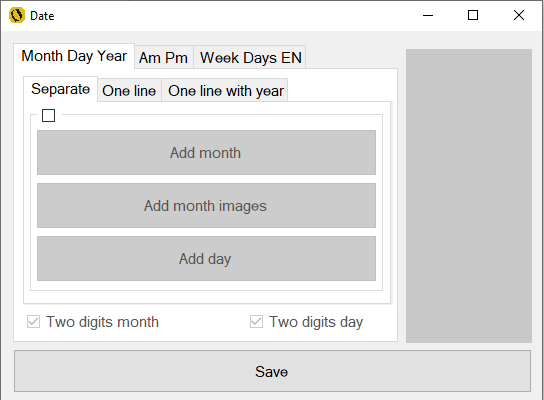 Date
Month Day Year Am Pm Week Days EN
Separate One line One line with year
Add month
Add month images
Add day
Two digits month Two digits day
Save